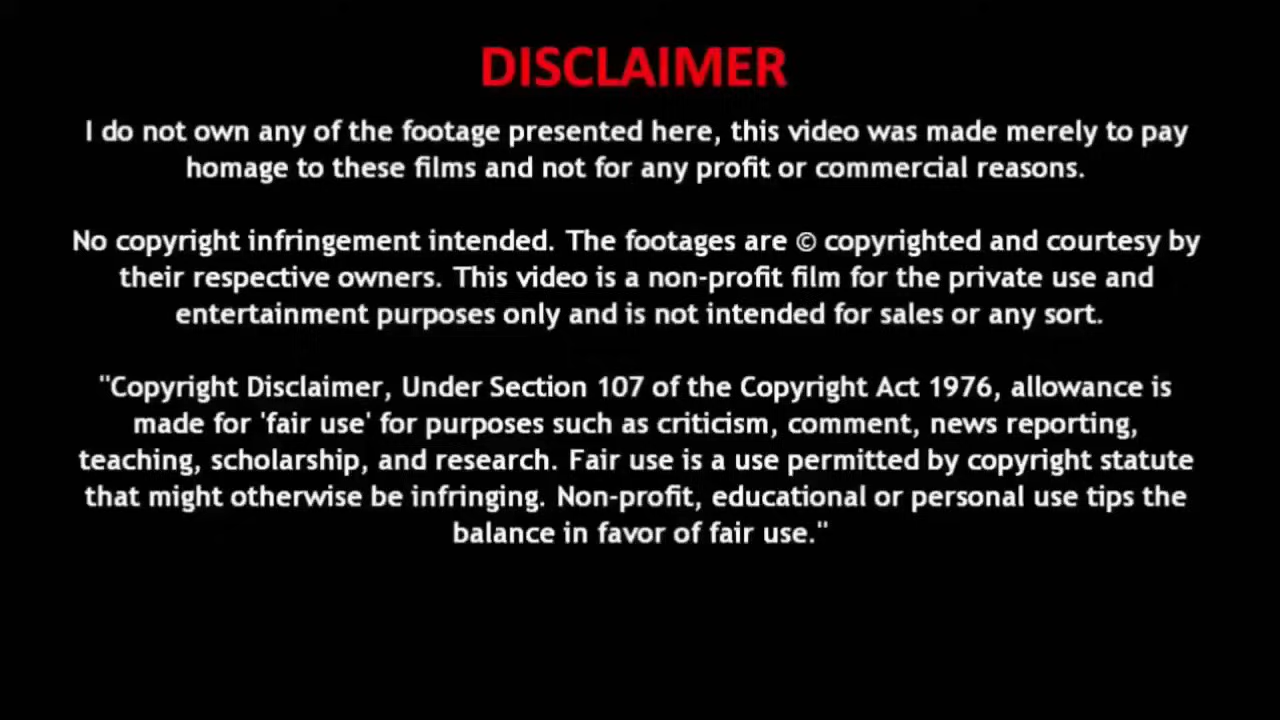 DISCLAIMER
I do not own any of the footage presented here, this video was made merely to pay
homage to these films and not for any profit or commercial reasons.
No copyright infringement intended. The footages are © copyrighted and courtesy by
their respective owners. This video is a non-profit film for the private use and
entertainment purposes only and is not intended for sales or any sort.
"Copyright Disclaimer, Under Section 107 of the Copyright Act 1976, allowance is
made for 'fair use' for purposes such as criticism, comment, news reporting,
teaching, scholarship, and research. Fair use is a use permitted by copyright statute
that might otherwise be infringing. Non-profit, educational or personal use tips the
balance in favor of fair use."